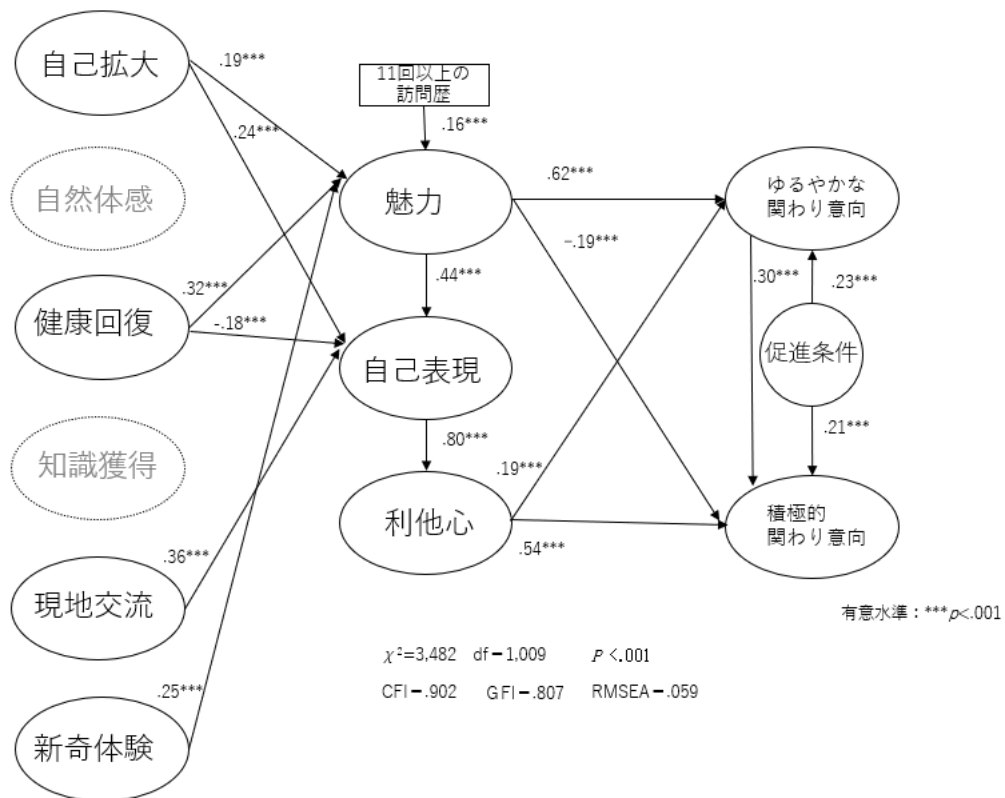 自己拡大
.19***
11回以上の
訪問歴
.24***
.16***
自然体感
魅力
.62***
ゆるやかな
関わり意向
-.19***
.32***
.44***
.30***
.23***
健康回復
-.18***
自己表現
促進条件
.80***
.21***
知識獲得
.19***
利他心
積極的
関わり意向
.54***
.36***
現地交流
有意水準：***p<.001
χ²=3,482 df=1,009 P <.001
CFI=.902 GFI=.807 RMSEA=.059
.25***
新奇体験